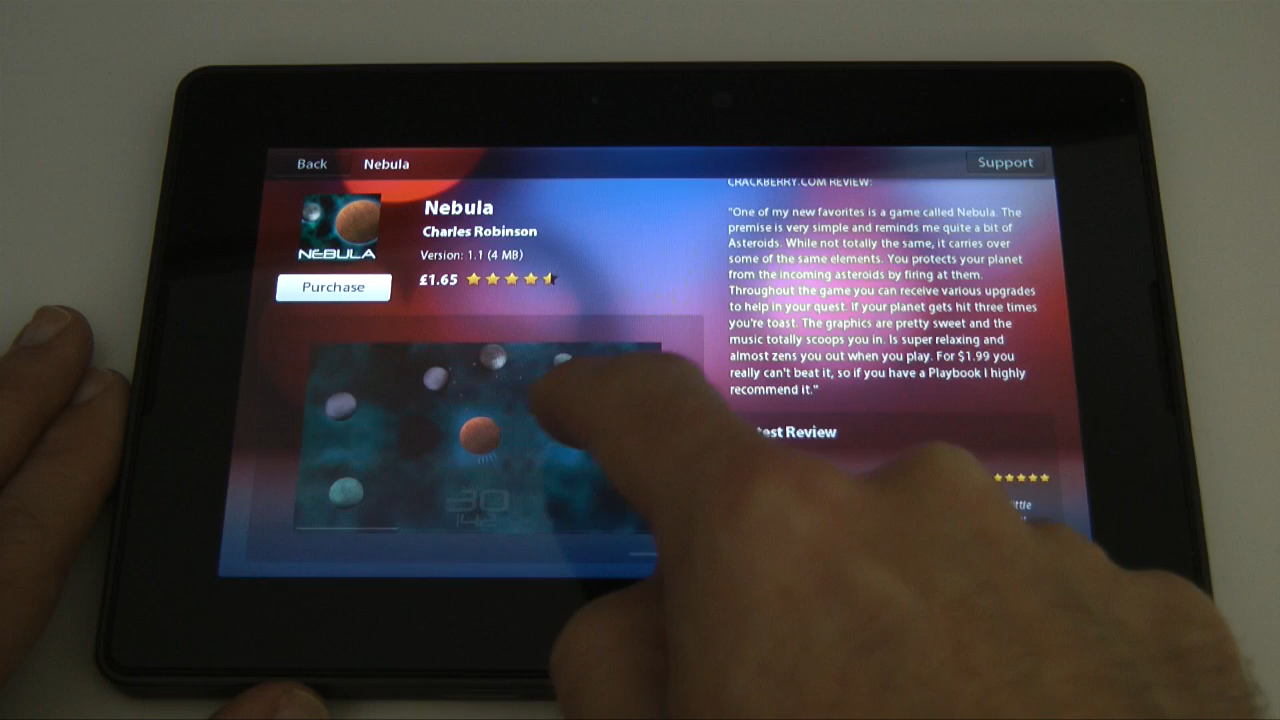 Back
Nebula
Support
NEBULA
Purchase
Nebula
Charles Robinson
Version: 1.1 (4 MB)
£1.65
30
142
CRACKBERRY.COM REVIEW:
"One of my new favorites is a game called Nebula. The
premise is very simple and reminds me quite a bit of
Asteroids. While not totally the same, it carries over
some of the same elements. You protects your planet
from the incoming asteroids by firing at them.
Throughout the game you can receive various upgrades
to help in your quest. If your planet gets hit three times
you're toast. The graphics are pretty sweet and the
music totally scoops you in. Is super relaxing and
almost zens you out when you play. For $1.99 you
really can't beat it, so if you have a Playbook I highly
recommend it."
Review